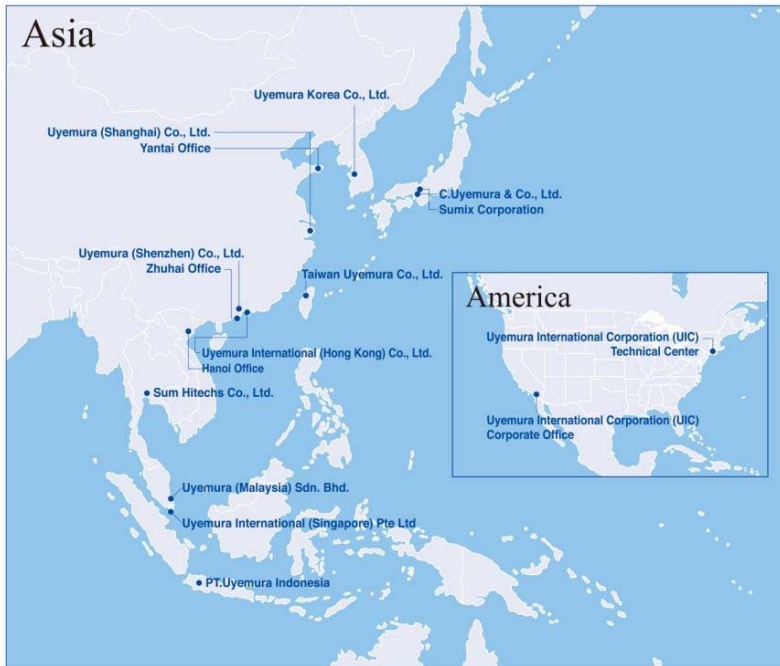 Asia
Uyemura Korea Co., Ltd.
Uyemura (Shanghai) Co., Ltd.
Yantai Office
C.Uyemura & Co., Ltd.
Sumix Corporation
Uyemura (Shenzhen) Co., Ltd.
Zhuhai Office
Taiwan Uyemura Co., Ltd.
America
Uyemura International Corporation (UIC)
Technical Center
Uyemura International (Hong Kong) Co., Ltd.
Hanoi Office
Sum Hitechs Co., Ltd.
Uyemura International Corporation (UIC)
Corporate Office
Uyemura (Malaysia) Sdn. Bhd.
Uyemura International (Singapore) Pte Ltd
PT.Uyemura Indonesia